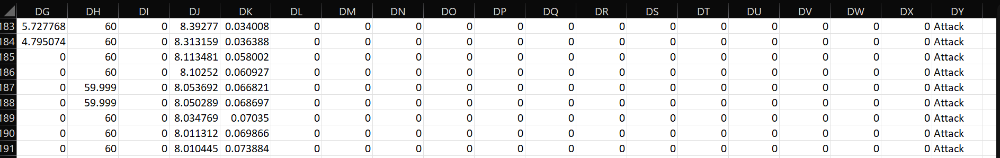 DG DH DI DJ DK DL DM DN DO DP DQ DR DS DT DU DV DW DX DY
183 5.727768 60 0 8.39277 0.034008 0 0 0 0 0 0 0 0 0 0 0 0 0 Attack
184 4.795074 60 0 8.313159 0.036388 0 0 0 0 0 0 0 0 0 0 0 0 0 Attack
185 0 60 0 8.113481 0.058002 0 0 0 0 0 0 0 0 0 0 0 0 0 Attack
186 0 60 0 8.10252 0.060927 0 0 0 0 0 0 0 0 0 0 0 0 0 Attack
187 0 59.999 0 8.053692 0.066821 0 0 0 0 0 0 0 0 0 0 0 0 0 Attack
188 0 59.999 0 8.050289 0.068697 0 0 0 0 0 0 0 0 0 0 0 0 0 Attack
189 0 60 0 8.034769 0.07035 0 0 0 0 0 0 0 0 0 0 0 0 0 Attack
190 0 60 0 8.011312 0.069866 0 0 0 0 0 0 0 0 0 0 0 0 0 Attack
191 0 60 0 8.010445 0.073884 0 0 0 0 0 0 0 0 0 0 0 0 0 Attack